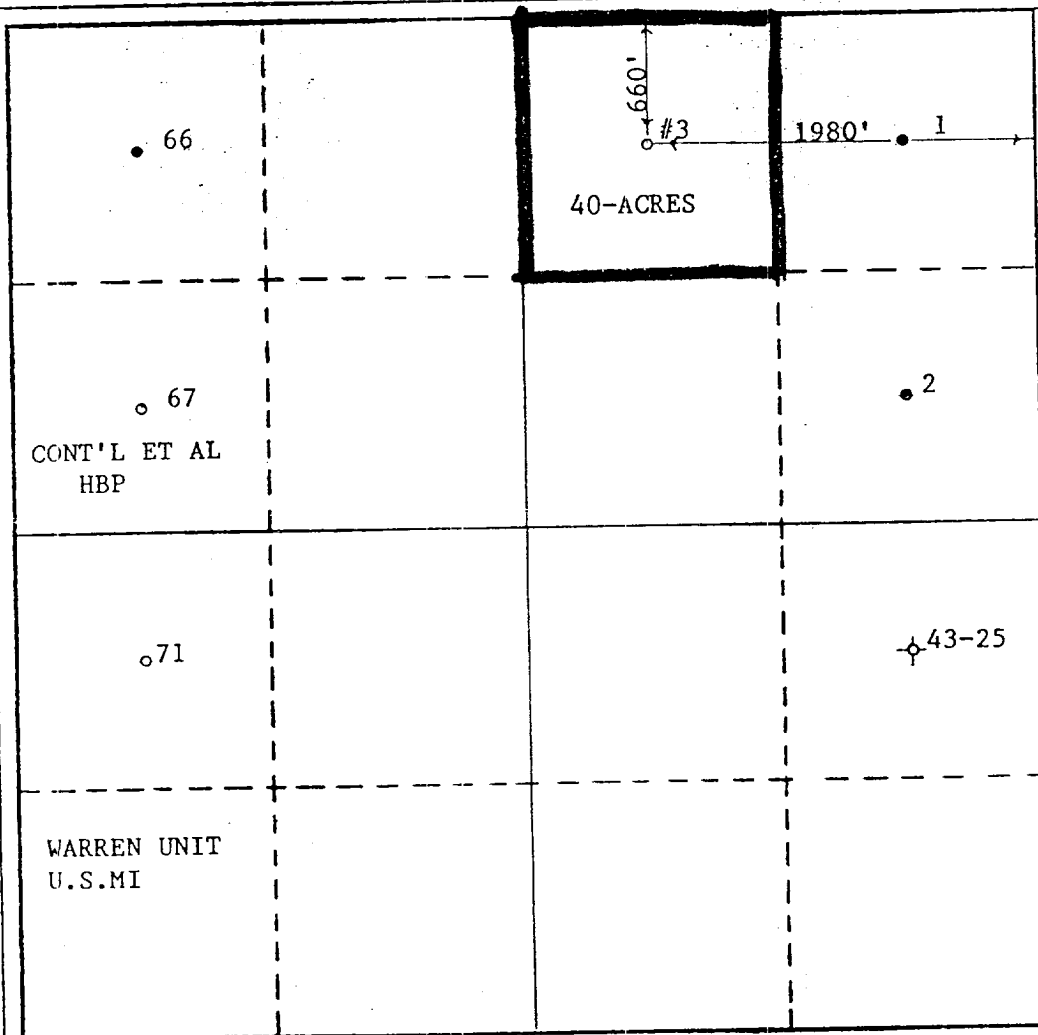 660'
66
#3
1980'
1
40-ACRES
67
2
CONT'L ET AL
HBP
71
43-25
WARREN UNIT
U.S.MI